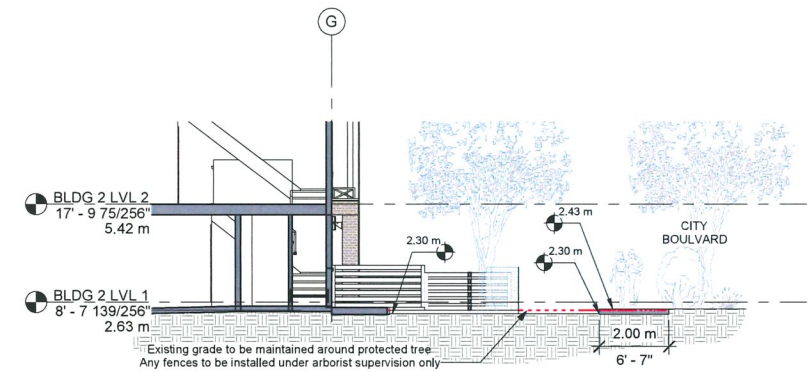 G
BLDG 2 LVL 2
17' - 9 75/256"
5.42 m
2.43 m
CITY
BOULVARD
2.30 m
2.30 m
BLDG 2 LVL 1
8' - 7 139/256"
2.63 m
2.00 m
Existing grade to be maintained around protected tree
Any fences to be installed under arborist supervision only
6' - 7"